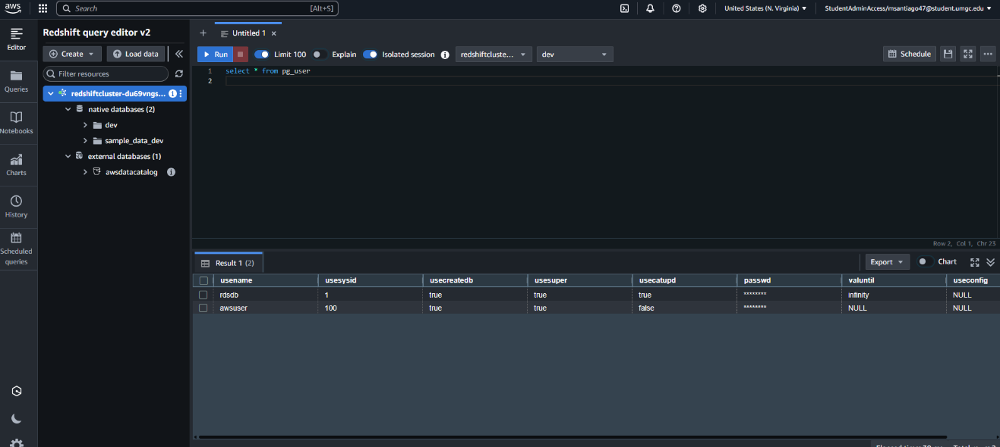 aws Search [Alt+S] United States (N. Virginia) StudentAdminAccess/msantiago47@student.umgc.edu
Editor
Queries
Notebooks
Charts
History
Scheduled
queries
Redshift query editor v2
Create Load data
Filter resources
redshiftcluster-du69vngs...
native databases (2)
dev
sample_data_dev
external databases (1)
awsdatacatalog
Untitled 1
Run Limit 100 Explain Isolated session redshiftcluste... dev Schedule
1 select * from pg_user
2
Row 2, Col 1, Chr 23
Result 1 (2) Export Chart
usename usesysid usecreatedb usesuper usecatupd passwd valuntil useconfig
rdsdb 1 true true true ******** infinity NULL
awsuser 100 true true false ******** NULL NULL